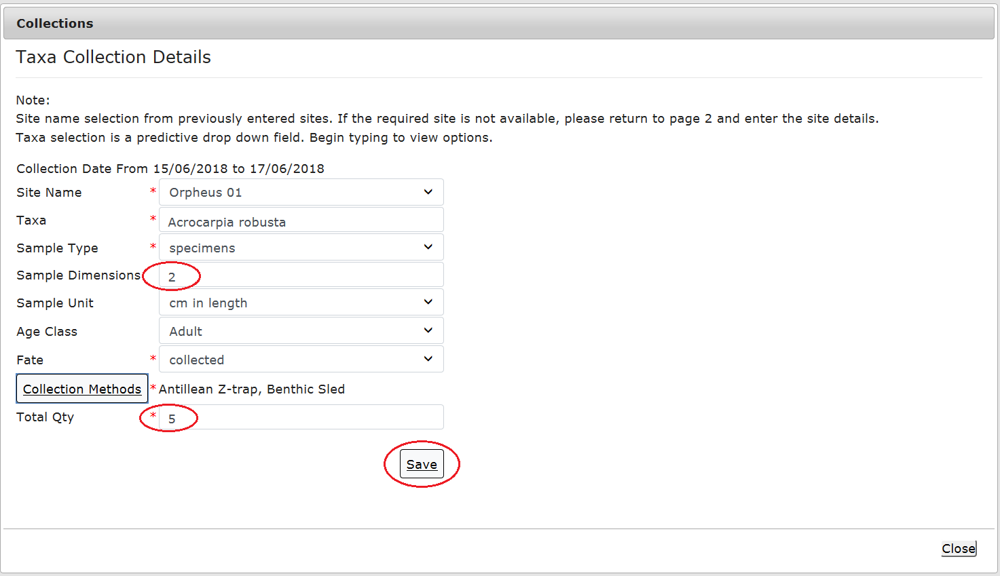 Collections
Taxa Collection Details
Note:
Site name selection from previously entered sites. If the required site is not available, please return to page 2 and enter the site details.
Taxa selection is a predictive drop down field. Begin typing to view options.
Collection Date From 15/06/2018 to 17/06/2018
Site Name * Orpheus 01
Taxa * Acrocarpia robusta
Sample Type * specimens
Sample Dimensions 2
Sample Unit cm in length
Age Class Adult
Fate * collected
Collection Methods * Antillean Z-trap, Benthic Sled
Total Qty * 5
Save
Close